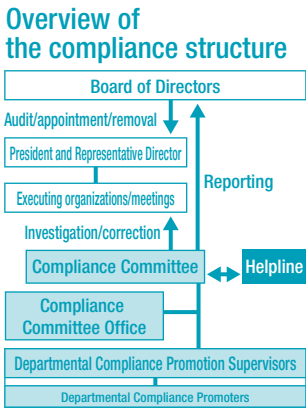 Overview of
the compliance structure
Board of Directors
Audit/appointment/removal
President and Representative Director
Reporting
Executing organizations/meetings
Investigation/correction
Compliance Committee
Helpline
Compliance
Committee Office
Departmental Compliance Promotion Supervisors
Departmental Compliance Promoters